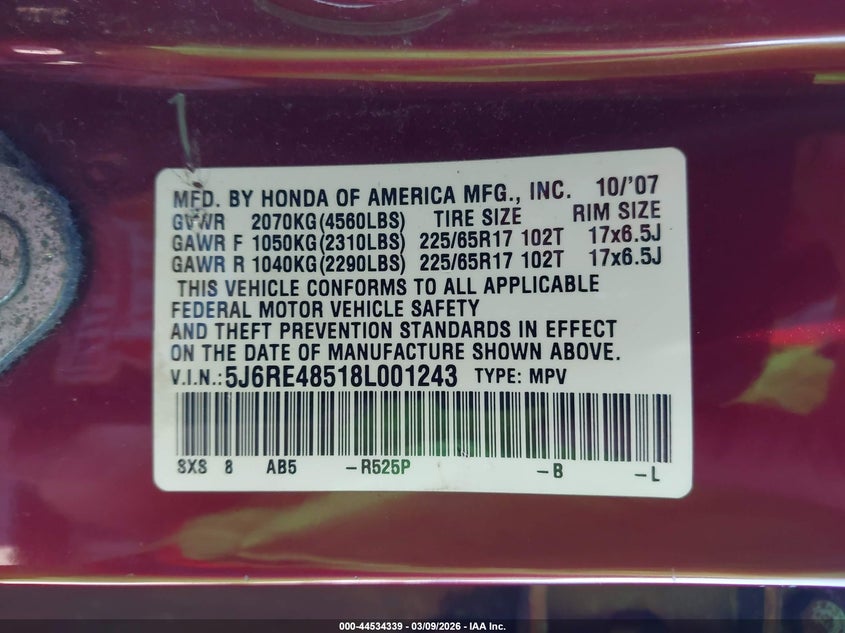 MFD. BY HONDA OF AMERICA MFG., INC. 10/'07
GVWR 2070KG(4560LBS) TIRE SIZE RIM SIZE
GAWR F 1050KG(2310LBS) 225/65R17 102T 17x6.5J
GAWR R 1040KG(2290LBS) 225/65R17 102T 17x6.5J
THIS VEHICLE CONFORMS TO ALL APPLICABLE
FEDERAL MOTOR VEHICLE SAFETY
AND THEFT PREVENTION STANDARDS IN EFFECT
ON THE DATE OF MANUFACTURE SHOWN ABOVE.
V.I.N.: 5J6RE48518L001243 TYPE: MPV
SXS 8 AB5 -R525P -B -L
000-44534339 - 03/09/2026 - IAA Inc.